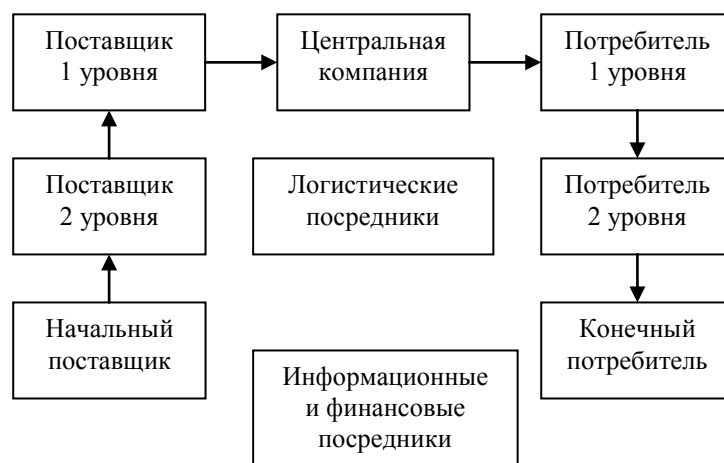 Поставщик
1 уровня
Центральная
компания
Потребитель
1 уровня
Поставщик
2 уровня
Логистические
посредники
Потребитель
2 уровня
Начальный
поставщик
Конечный
потребитель
Информационные
и финансовые
посредники